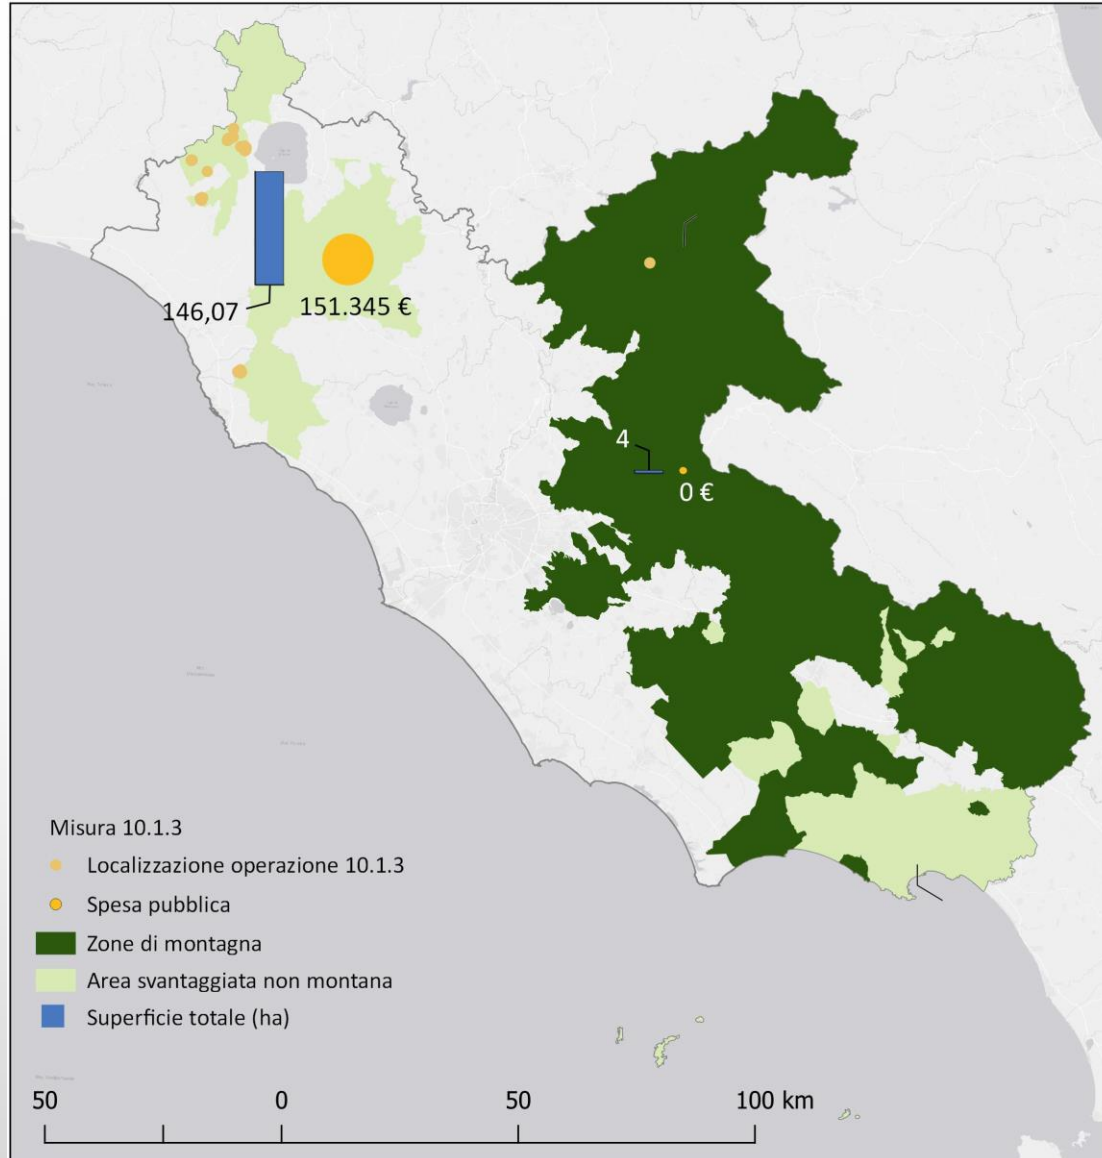 146,07
151.345 €
4
0 €
Misura 10.1.3
Localizzazione operazione 10.1.3
Spesa pubblica
Zone di montagna
Area svantaggiata non montana
Superficie totale (ha)
50 0 50 100 km